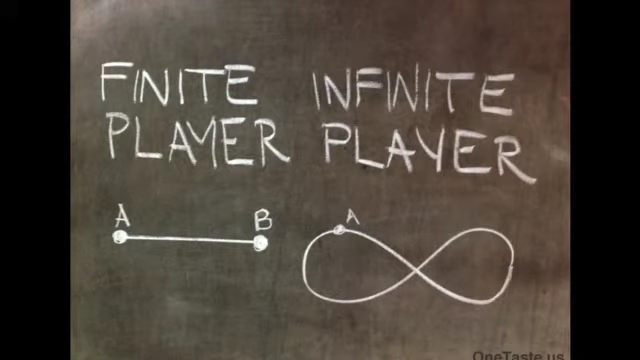 FINITE
PLAYER
INFINITE
PLAYER
A
B
A
OneTaste.us